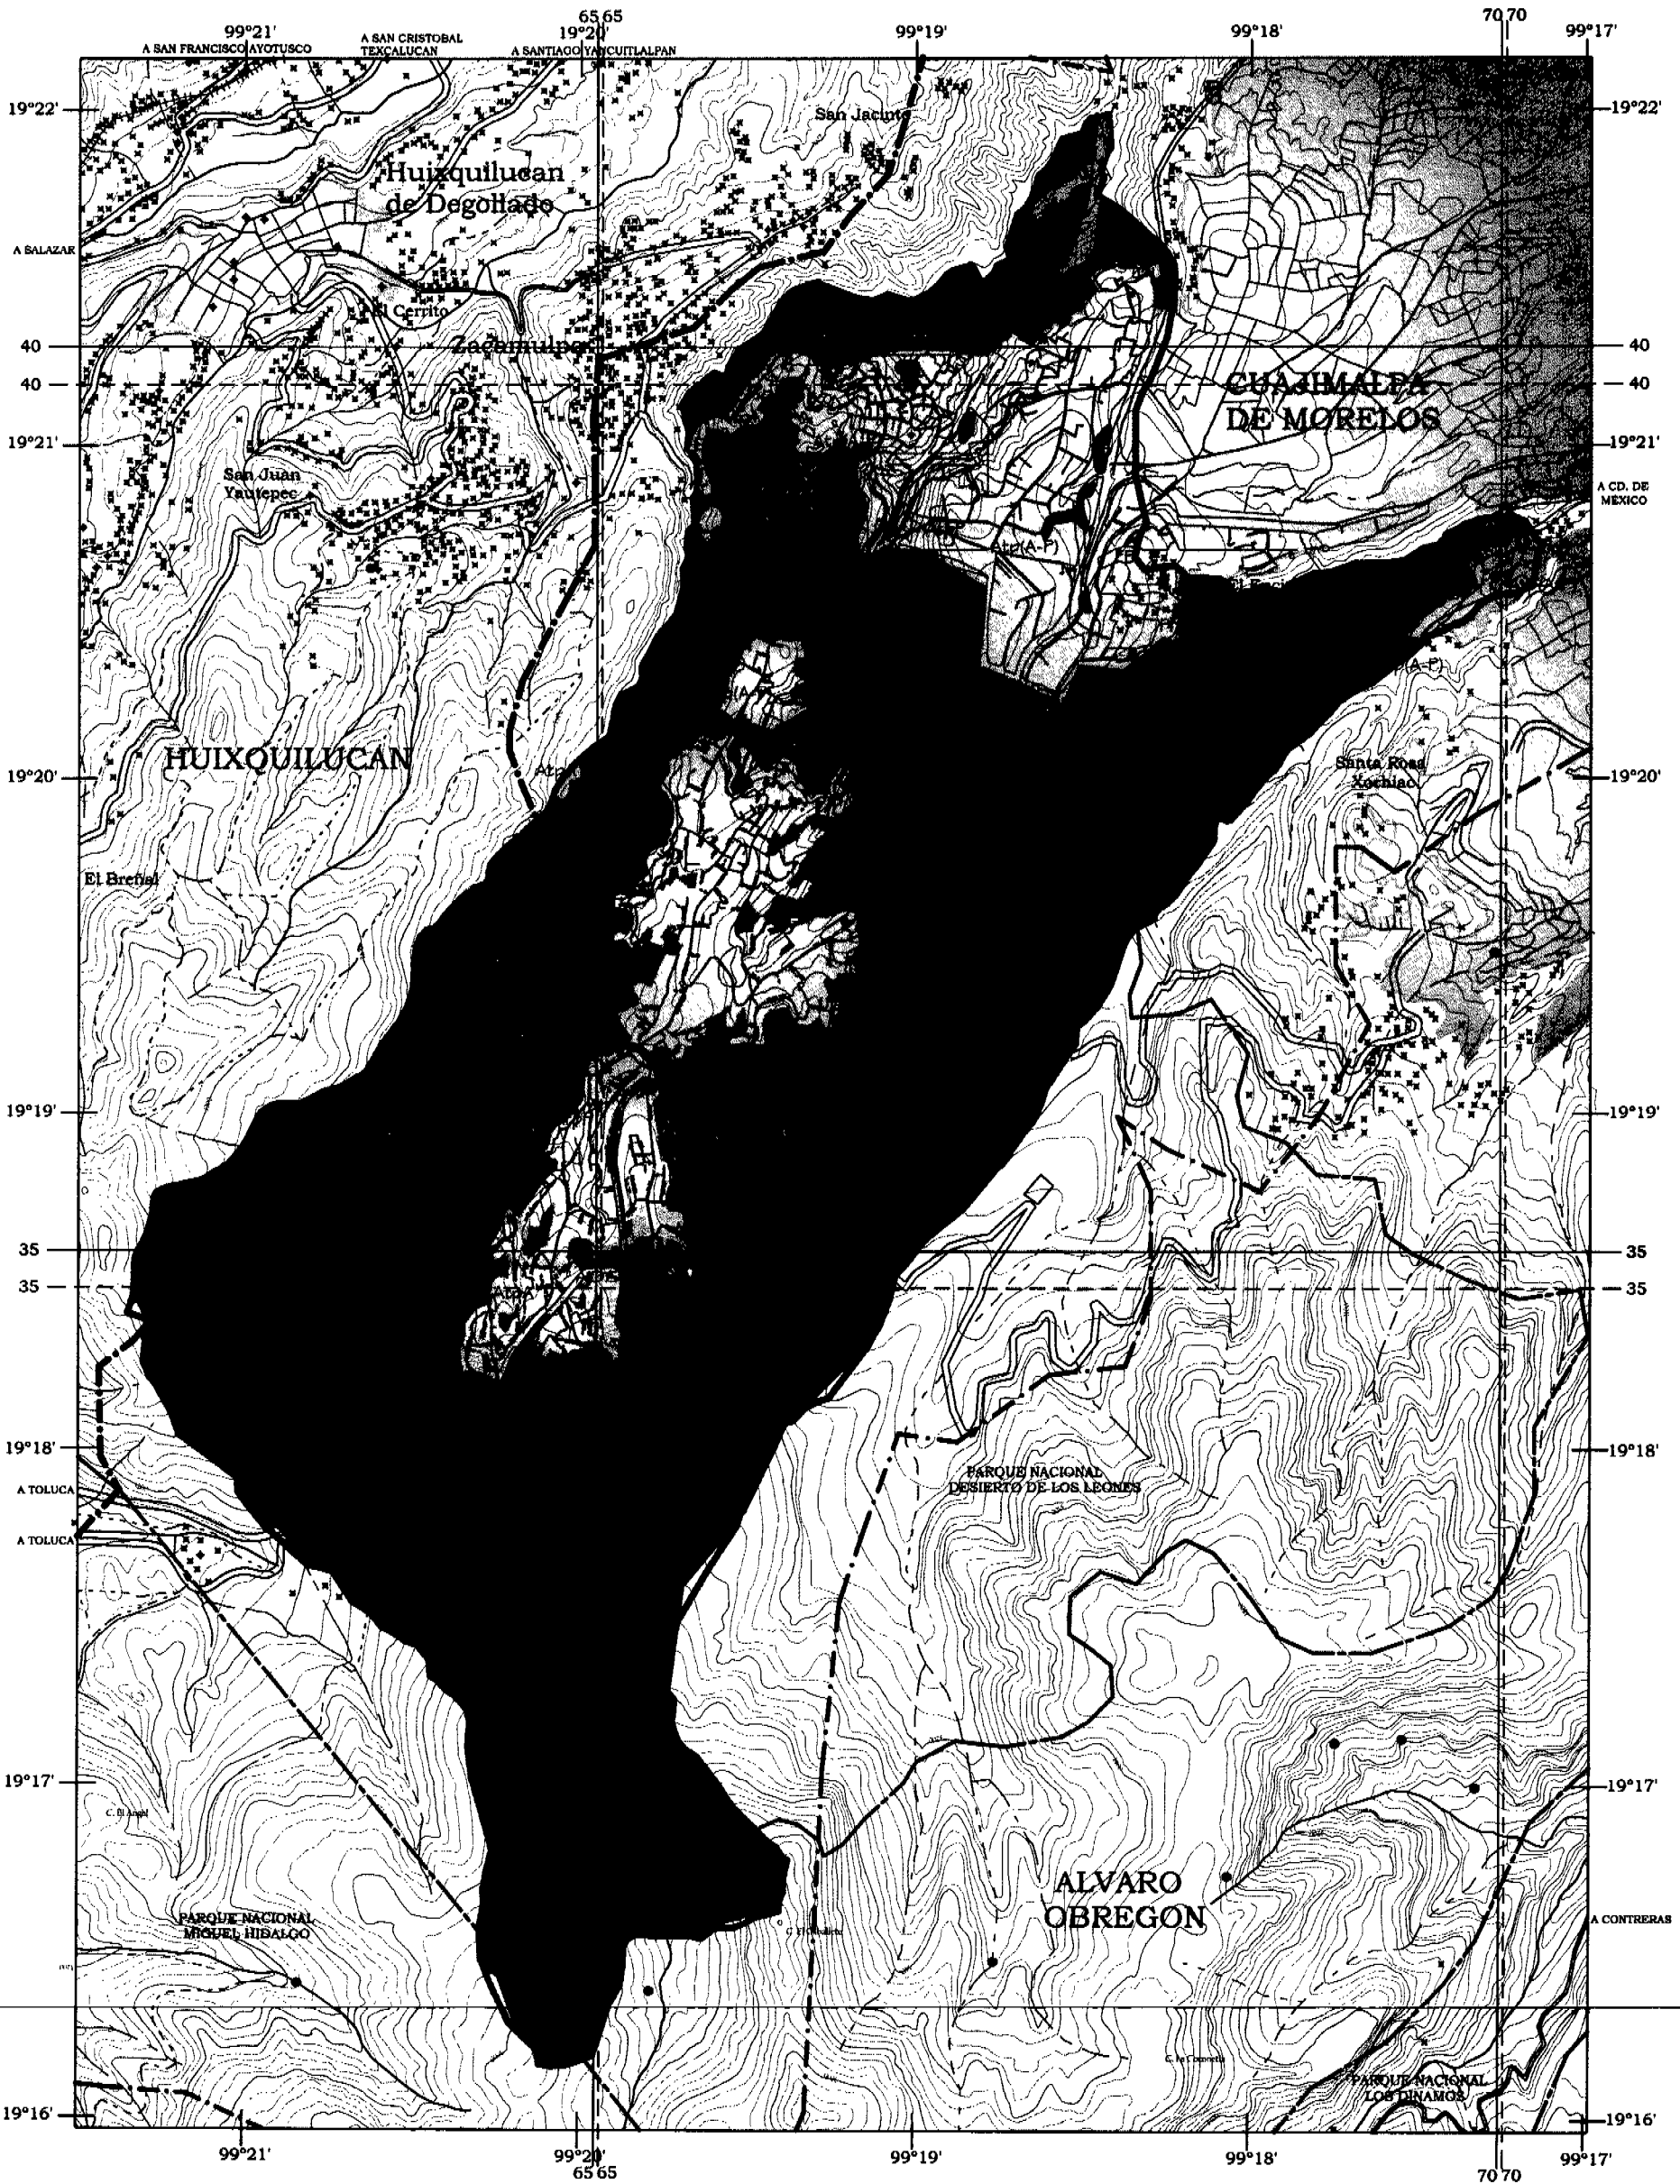 65 65
70 70
99°21'
19°20'
99°19'
99°18'
99°17'
A SAN FRANCISCO AYOTUSCO
A SAN CRISTOBAL
TEXCALUCAN
A SANTIAGO YANCUITLALPAN
19°22'
San Jacinto
19°22'
Huixquilucan
de Degollado
A SALAZAR
El Cerrito
40
Zacamulpa
40
40
40
CUAJIMALPA
DE MORELOS
19°21'
19°21'
San Juan
Yautepec
A CD. DE
MEXICO
Atp(A-F)
HUIXQUILUCAN
19°20'
Santa Rosa
Xochiac
19°20'
El Breñal
19°19'
19°19'
35
35
35
35
19°18'
19°18'
PARQUE NACIONAL
DESIERTO DE LOS LEONES
A TOLUCA
A TOLUCA
19°17'
19°17'
C. El Angel
ALVARO
OBREGON
PARQUE NACIONAL
MIGUEL HIDALGO
A CONTRERAS
PARQUE NACIONAL
LOS DINAMOS
19°16'
19°16'
99°21'
99°20'
99°19'
99°18'
99°17'
65 65
70 70